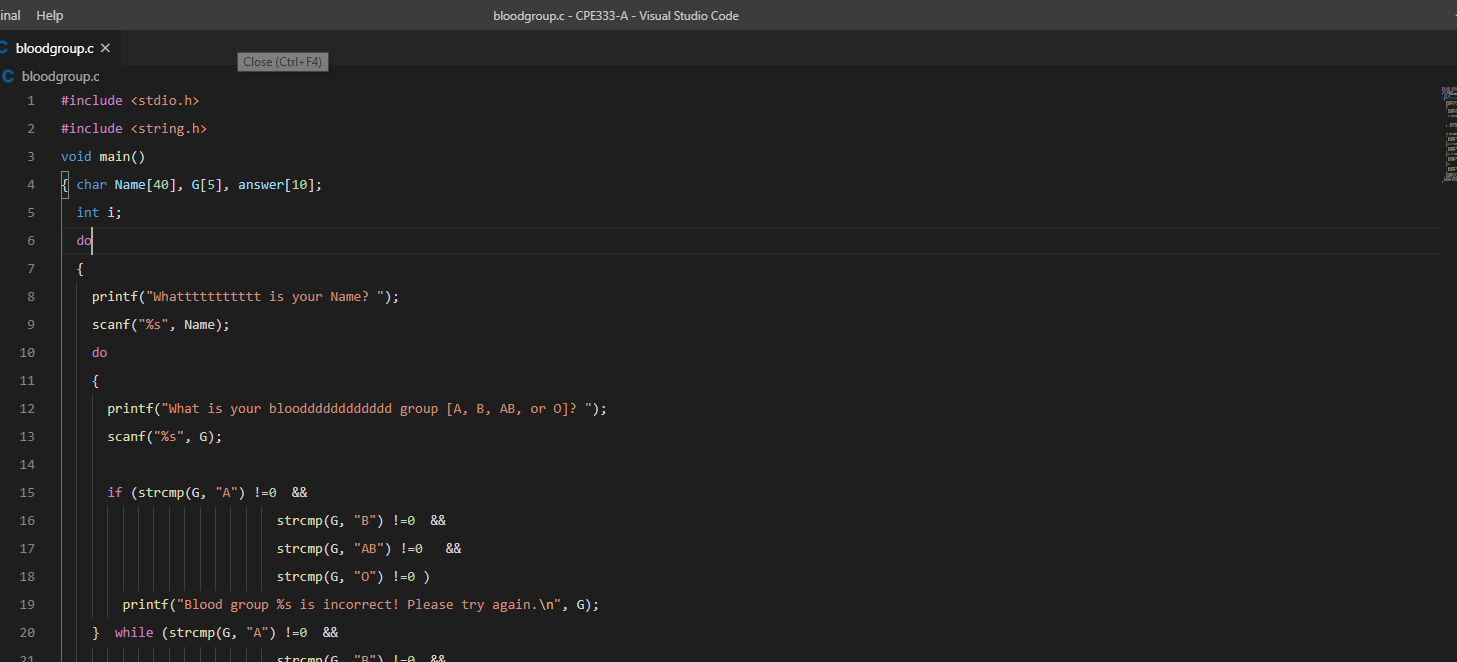 inal Help bloodgroup.c - CPE333-A - Visual Studio Code
C bloodgroup.c ×
Close (Ctrl+F4)
C bloodgroup.c
1 #include <stdio.h>
2 #include <string.h>
3 void main()
4 { char Name[40], G[5], answer[10];
5 int i;
6 do
7 {
8 printf("Whattttttttttt is your Name? ");
9 scanf("%s", Name);
10 do
11 {
12 printf("What is your bloodddddddddddd group [A, B, AB, or O]? ");
13 scanf("%s", G);
14
15 if (strcmp(G, "A") !=0 &&
16 strcmp(G, "B") !=0 &&
17 strcmp(G, "AB") !=0 &&
18 strcmp(G, "O") !=0 )
19 printf("Blood group %s is incorrect! Please try again.\n", G);
20 } while (strcmp(G, "A") !=0 &&
21 strcmp(G, "B") !=0 &&